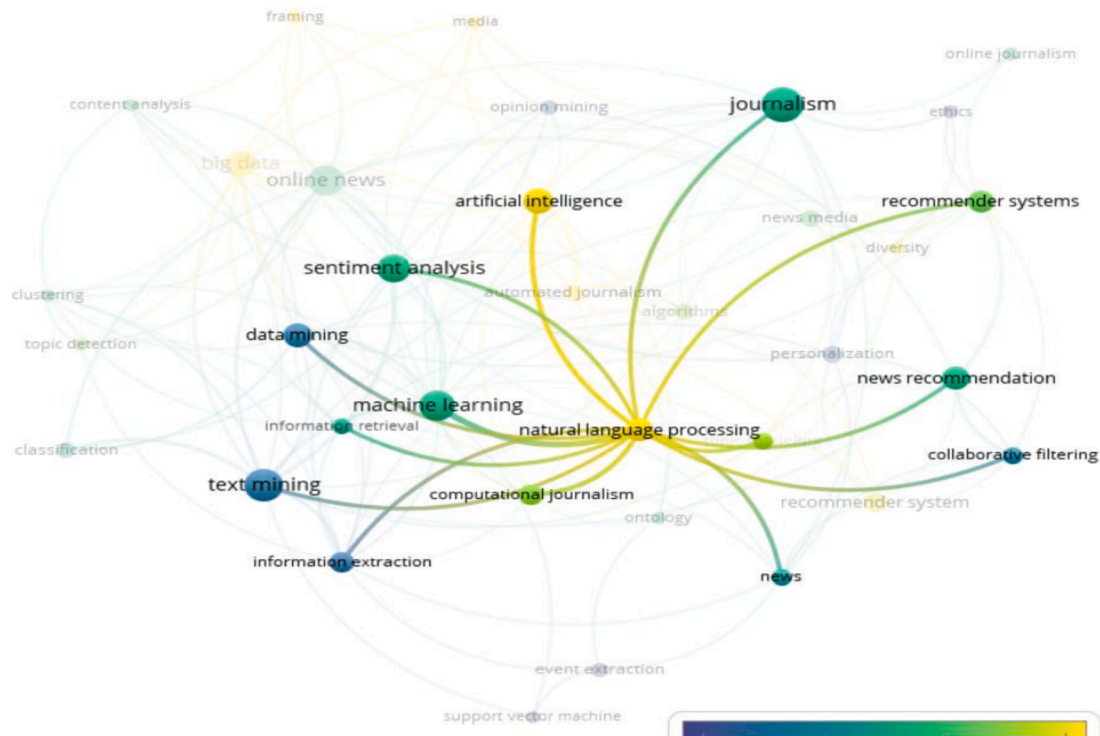 framing
media
online journalism
content analysis
opinion mining
journalism
ethics
big data
online news
artificial intelligence
recommender systems
news media
diversity
sentiment analysis
clustering
automated journalism
algorithms
data mining
topic detection
personalization
news recommendation
machine learning
information retrieval
natural language processing
classification
collaborative filtering
text mining
computational journalism
recommender system
ontology
information extraction
news
event extraction
support vector machine